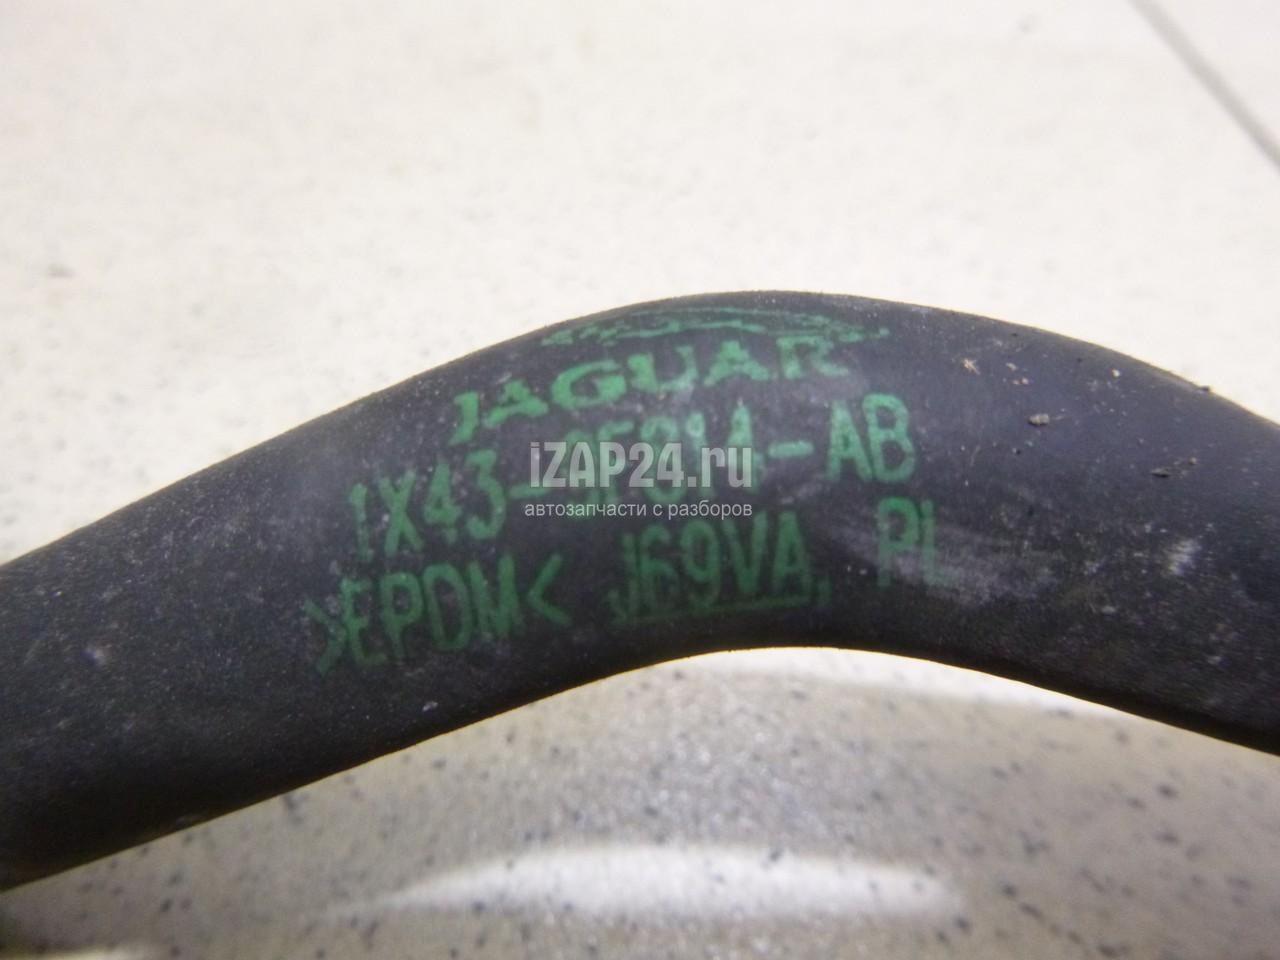 JAGUAR
1X43-9F814-AB
>EPDM< J69VA, PL
iZAP24.ru
автозапчасти с разборов